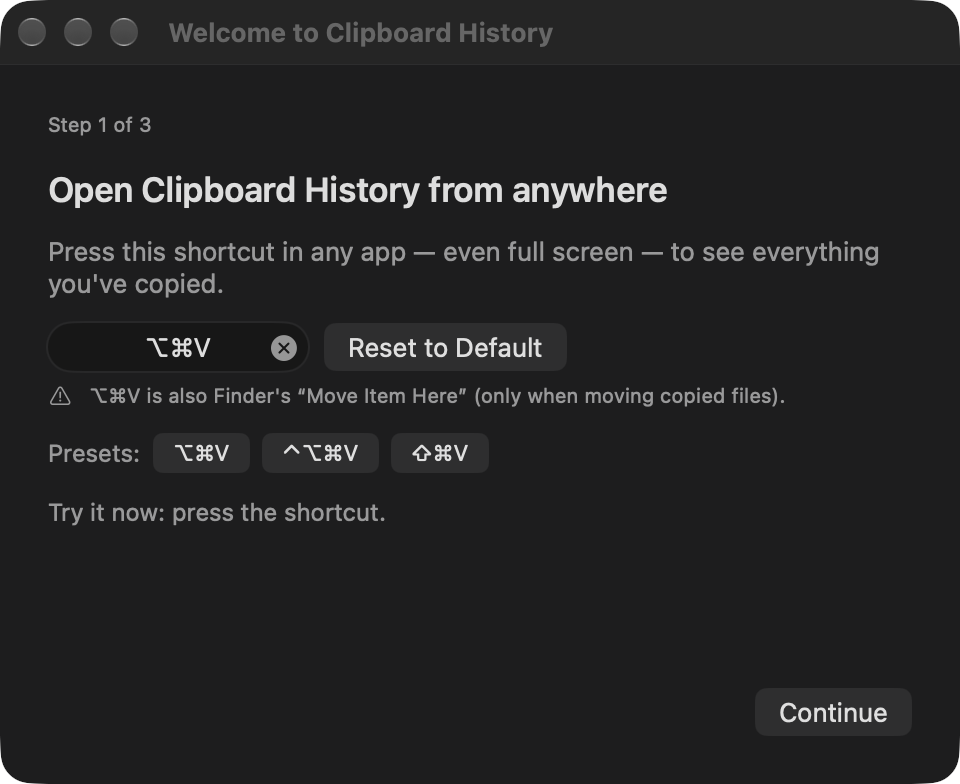 Welcome to Clipboard History
Step 1 of 3
Open Clipboard History from anywhere
Press this shortcut in any app — even full screen — to see everything
you've copied.
⌥⌘V Reset to Default
⌥⌘V is also Finder's “Move Item Here” (only when moving copied files).
Presets: ⌥⌘V ^⌥⌘V ⇧⌘V
Try it now: press the shortcut.
Continue